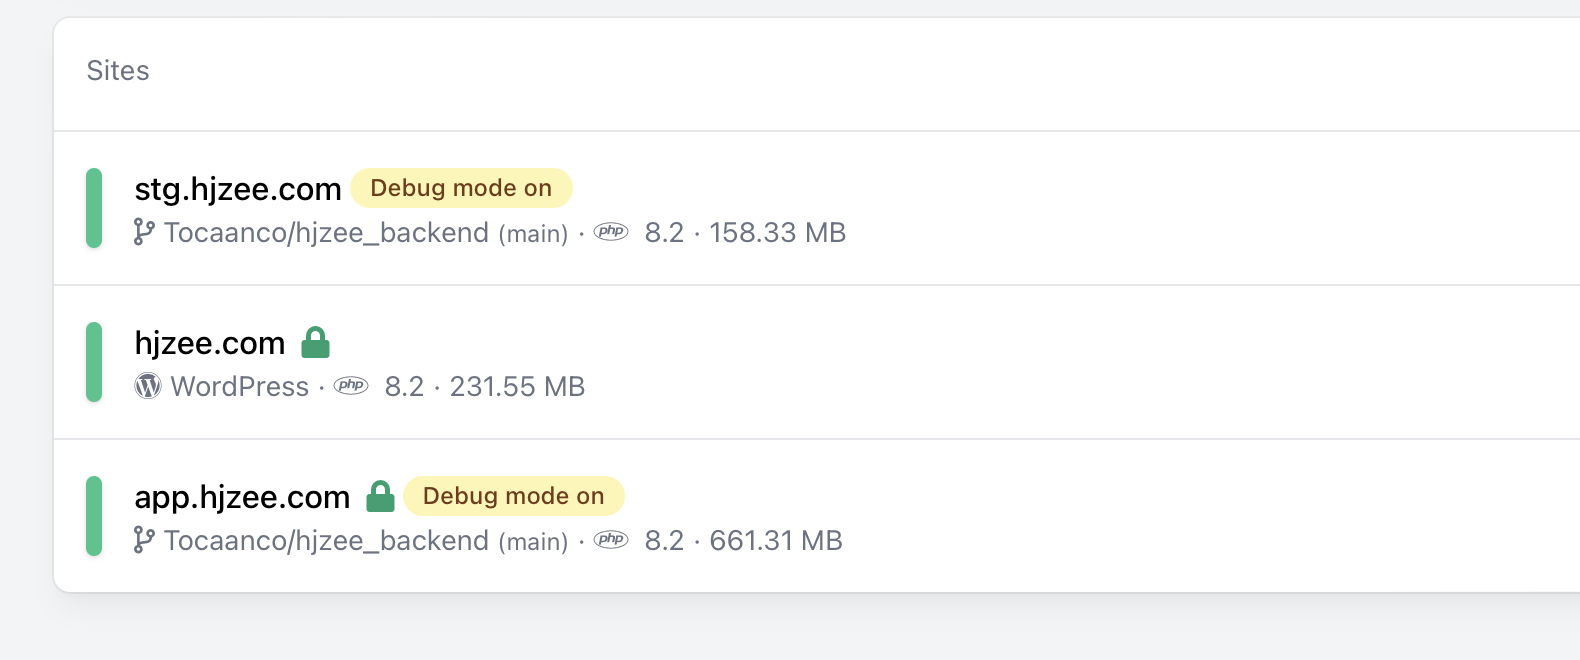 Sites
stg.hjzee.com Debug mode on
Tocaanco/hjzee_backend (main) · php 8.2 · 158.33 MB
hjzee.com
WordPress · php 8.2 · 231.55 MB
app.hjzee.com Debug mode on
Tocaanco/hjzee_backend (main) · php 8.2 · 661.31 MB